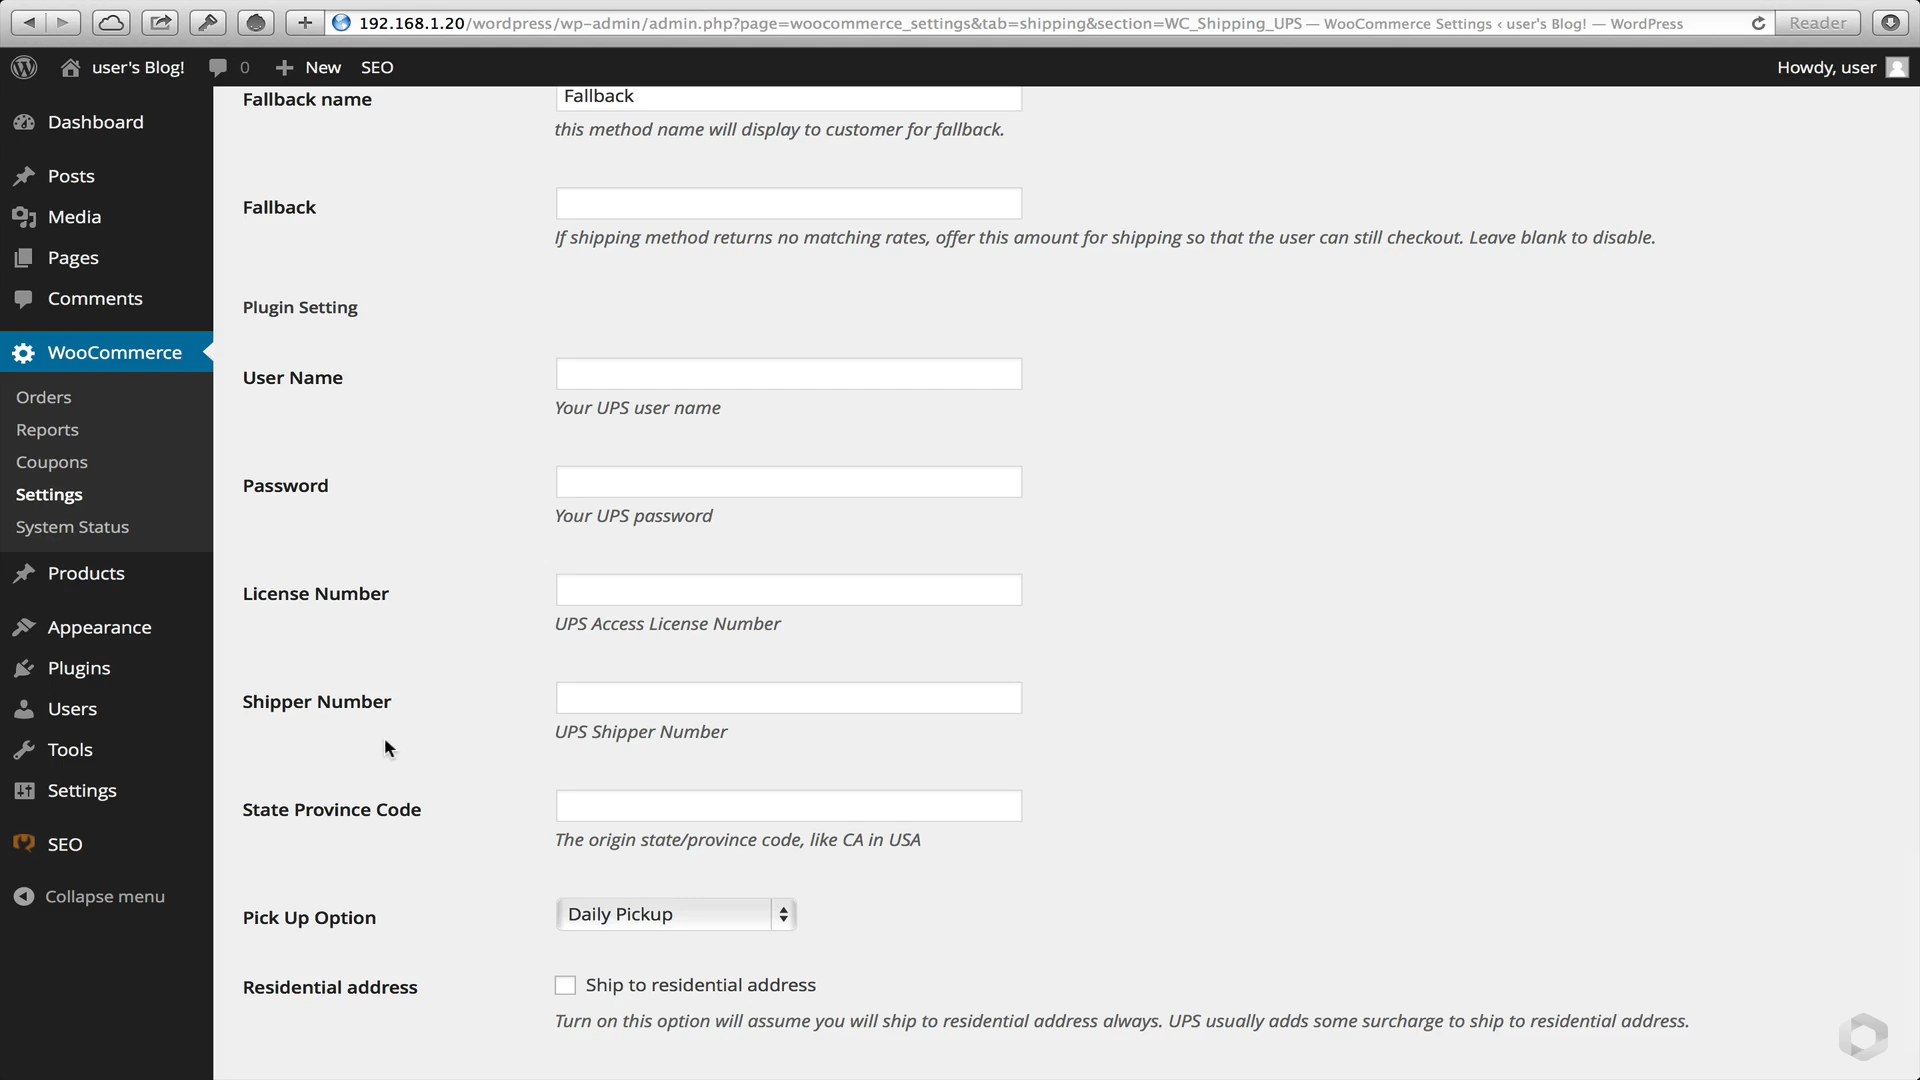 192.168.1.20/wordpress/wp-admin/admin.php?page=woocommerce_settings&tab=shipping&section=WC_Shipping_UPS — WooCommerce Settings ‹ user's Blog! — WordPress
Reader
user's Blog!
0
New
SEO
Howdy, user
Dashboard
Posts
Media
Pages
Comments
WooCommerce
Orders
Reports
Coupons
Settings
System Status
Products
Appearance
Plugins
Users
Tools
Settings
SEO
Collapse menu
Fallback name
Fallback
this method name will display to customer for fallback.
Fallback
If shipping method returns no matching rates, offer this amount for shipping so that the user can still checkout. Leave blank to disable.
Plugin Setting
User Name
Your UPS user name
Password
Your UPS password
License Number
UPS Access License Number
Shipper Number
UPS Shipper Number
State Province Code
The origin state/province code, like CA in USA
Pick Up Option
Daily Pickup
Residential address
Ship to residential address
Turn on this option will assume you will ship to residential address always. UPS usually adds some surcharge to ship to residential address.